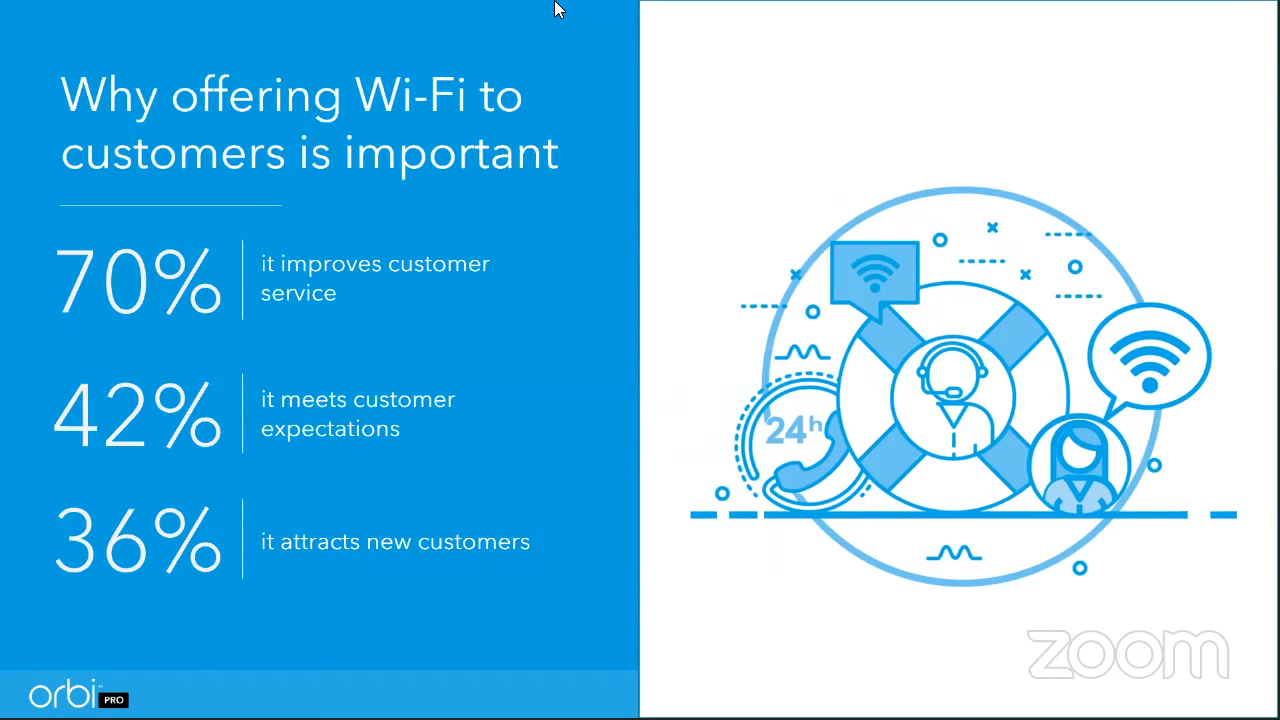 Why offering Wi-Fi to
customers is important
70%
it improves customer
service
42%
it meets customer
expectations
36%
it attracts new customers
24h
orbi PRO
zoom